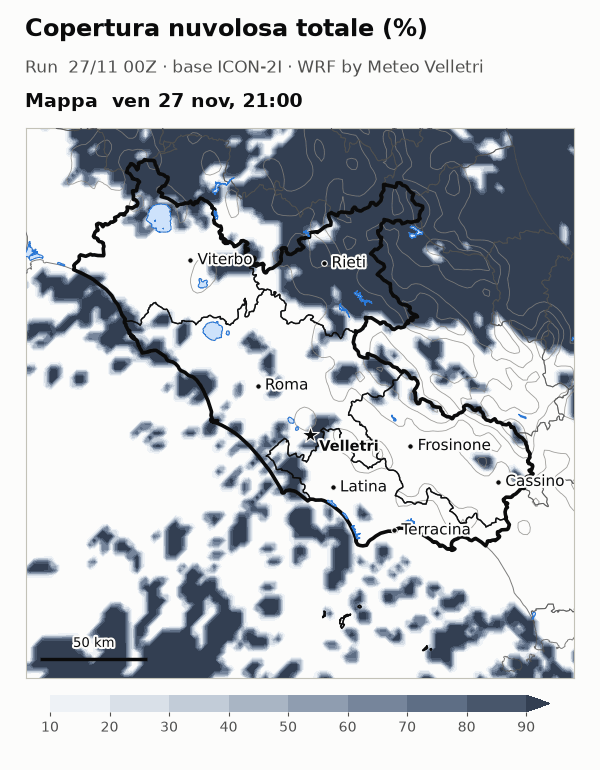 Copertura nuvolosa totale (%)
Run  27/11 00Z · base ICON-2I · WRF by Meteo Velletri
Mappa  ven 27 nov, 21:00
Viterbo
Rieti
Roma
Velletri
Frosinone
Cassino
Latina
Terracina
50 km
10 20 30 40 50 60 70 80 90